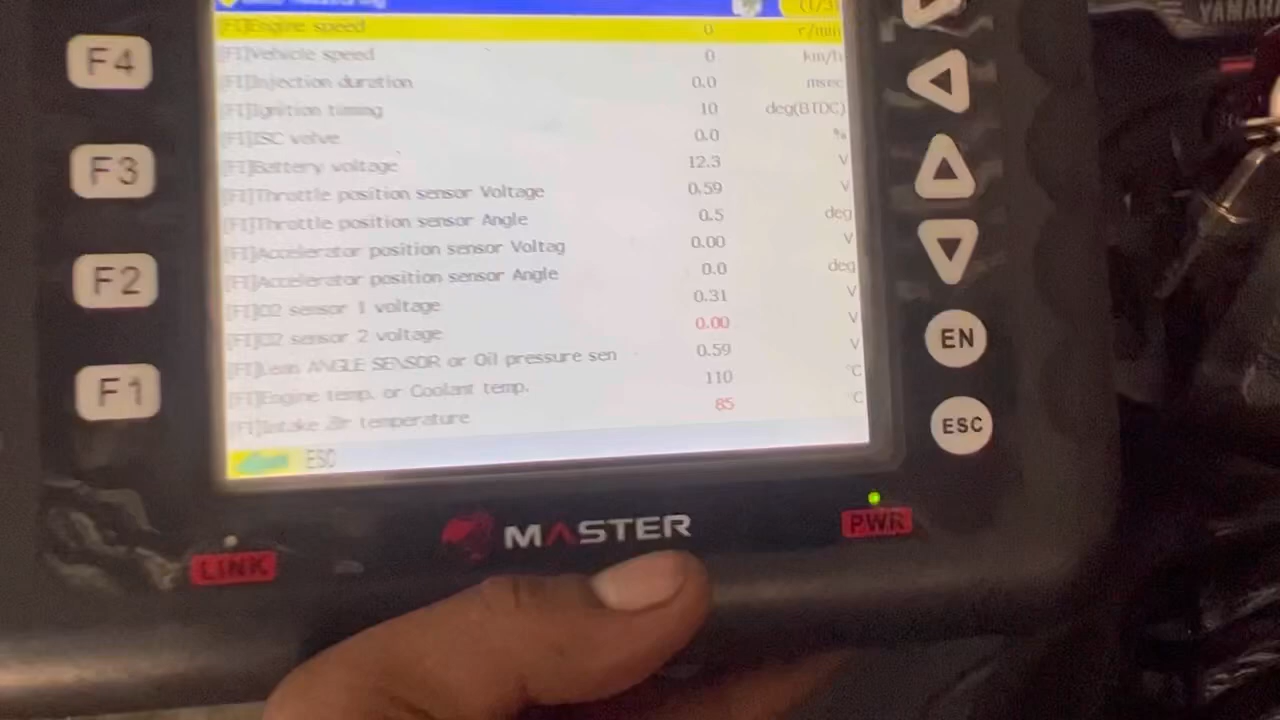 (1/3)
[FI]Engine speed 0 r/min
[FI]Vehicle speed 0 km/h
[FI]Injection duration 0.0 msec
[FI]Ignition timing 10 deg(BTDC)
[FI]ISC valve 0.0 %
[FI]Battery voltage 12.3 V
[FI]Throttle position sensor Voltage 0.59 V
[FI]Throttle position sensor Angle 0.5 deg
[FI]Accelerator position sensor Voltag 0.00 V
[FI]Accelerator position sensor Angle 0.0 deg
[FI]O2 sensor 1 voltage 0.31 V
[FI]O2 sensor 2 voltage 0.00 V
[FI]Lean ANGLE SENSOR or Oil pressure sen 0.59 V
[FI]Engine temp. or Coolant temp. 110 °C
[FI]Intake Air temperature 85 °C
ESC
F4
F3
F2
F1
EN
ESC
MASTER
LINK
PWR
YAMAHA